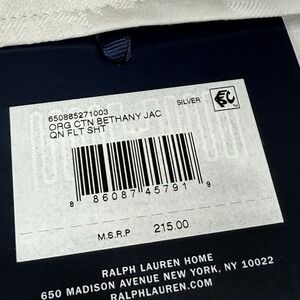 650885271003
ORG CTN BETHANY JAC
QN FLT SHT
SILVER
8 86087 45791 9
M.S.R.P 215.00
RALPH LAUREN HOME
650 MADISON AVENUE NEW YORK, NY 10022
RALPHLAUREN.COM